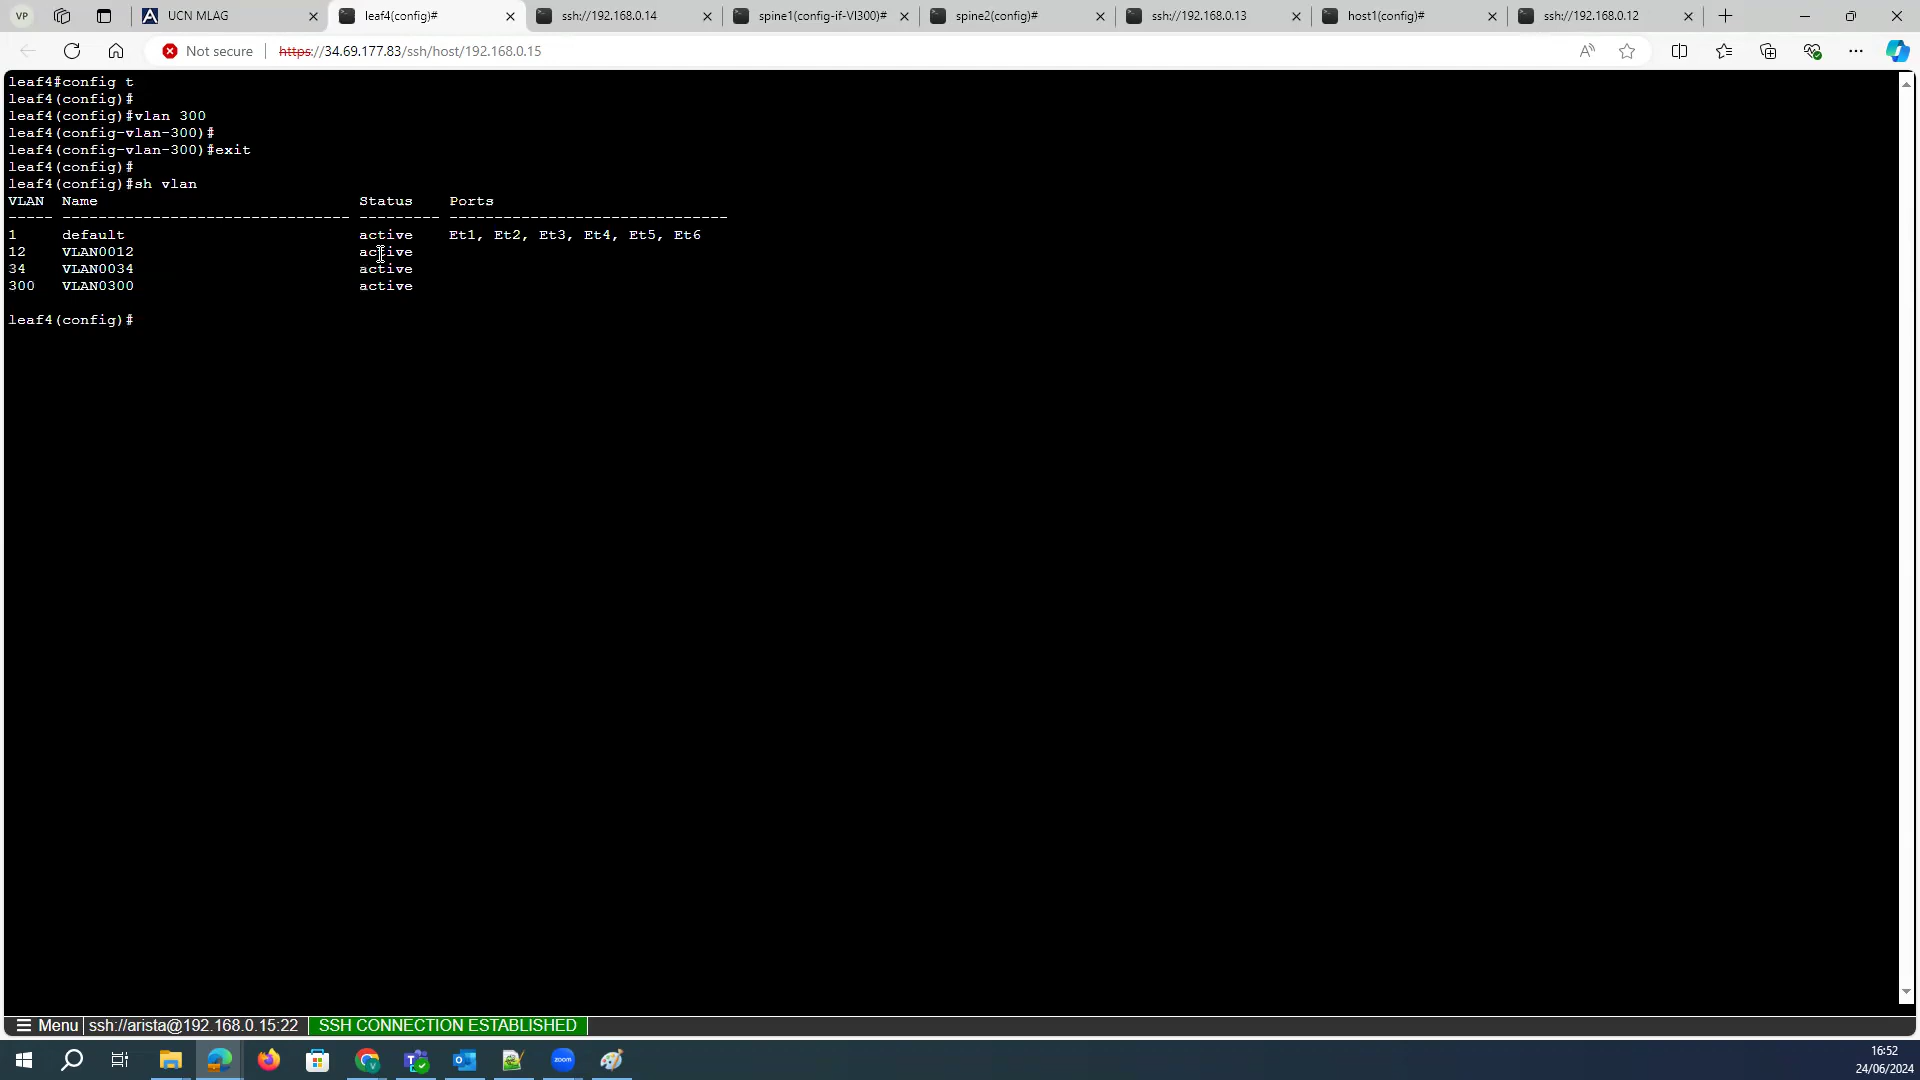 VP
UCN MLAG
leaf4(config)#
ssh://192.168.0.14
spine1(config-if-Vl300)#
spine2(config)#
ssh://192.168.0.13
host1(config)#
ssh://192.168.0.12
Not secure
https://34.69.177.83/ssh/host/192.168.0.15
leaf4#config t
leaf4(config)#
leaf4(config)#vlan 300
leaf4(config-vlan-300)#
leaf4(config-vlan-300)#exit
leaf4(config)#
leaf4(config)#sh vlan
VLAN  Name                             Status    Ports
----- -------------------------------- --------- -------------------------------
1     default                          active    Et1, Et2, Et3, Et4, Et5, Et6
12    VLAN0012                         active
34    VLAN0034                         active
300   VLAN0300                         active
leaf4(config)#
Menu ssh://arista@192.168.0.15:22 SSH CONNECTION ESTABLISHED
zoom
16:52
24/06/2024